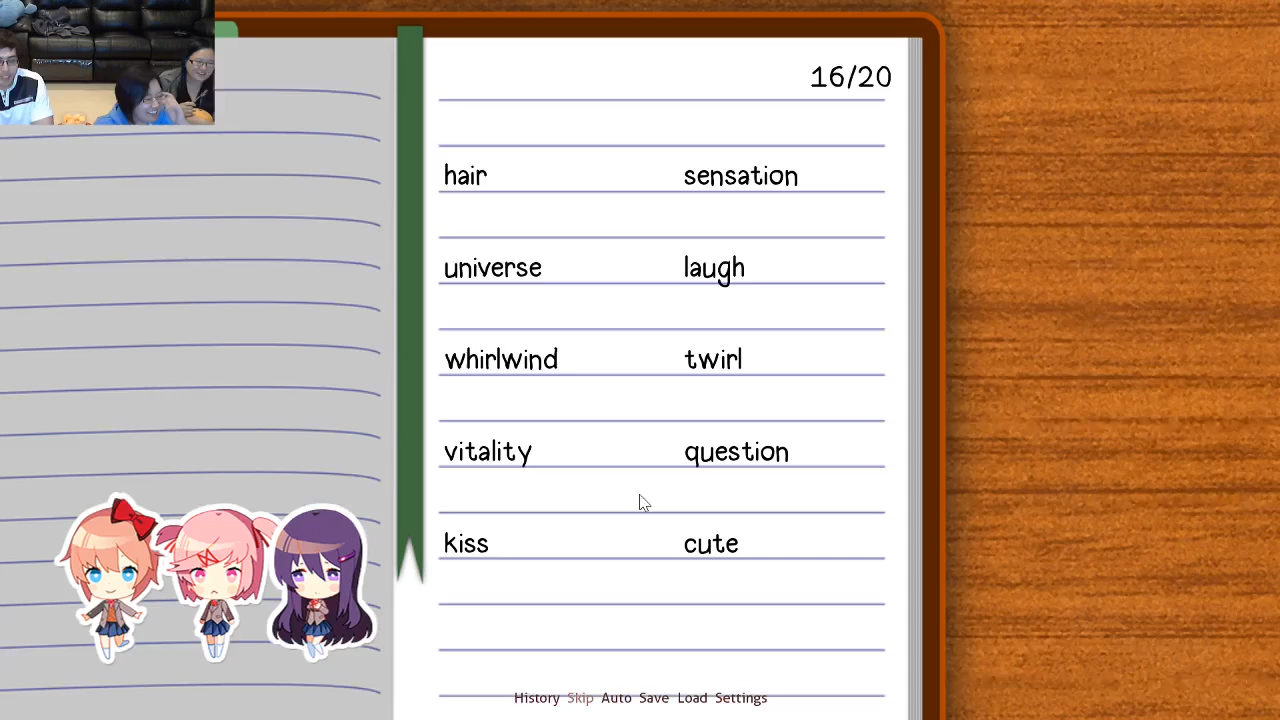 16/20
hair sensation
universe laugh
whirlwind twirl
vitality question
kiss cute
History Skip Auto Save Load Settings